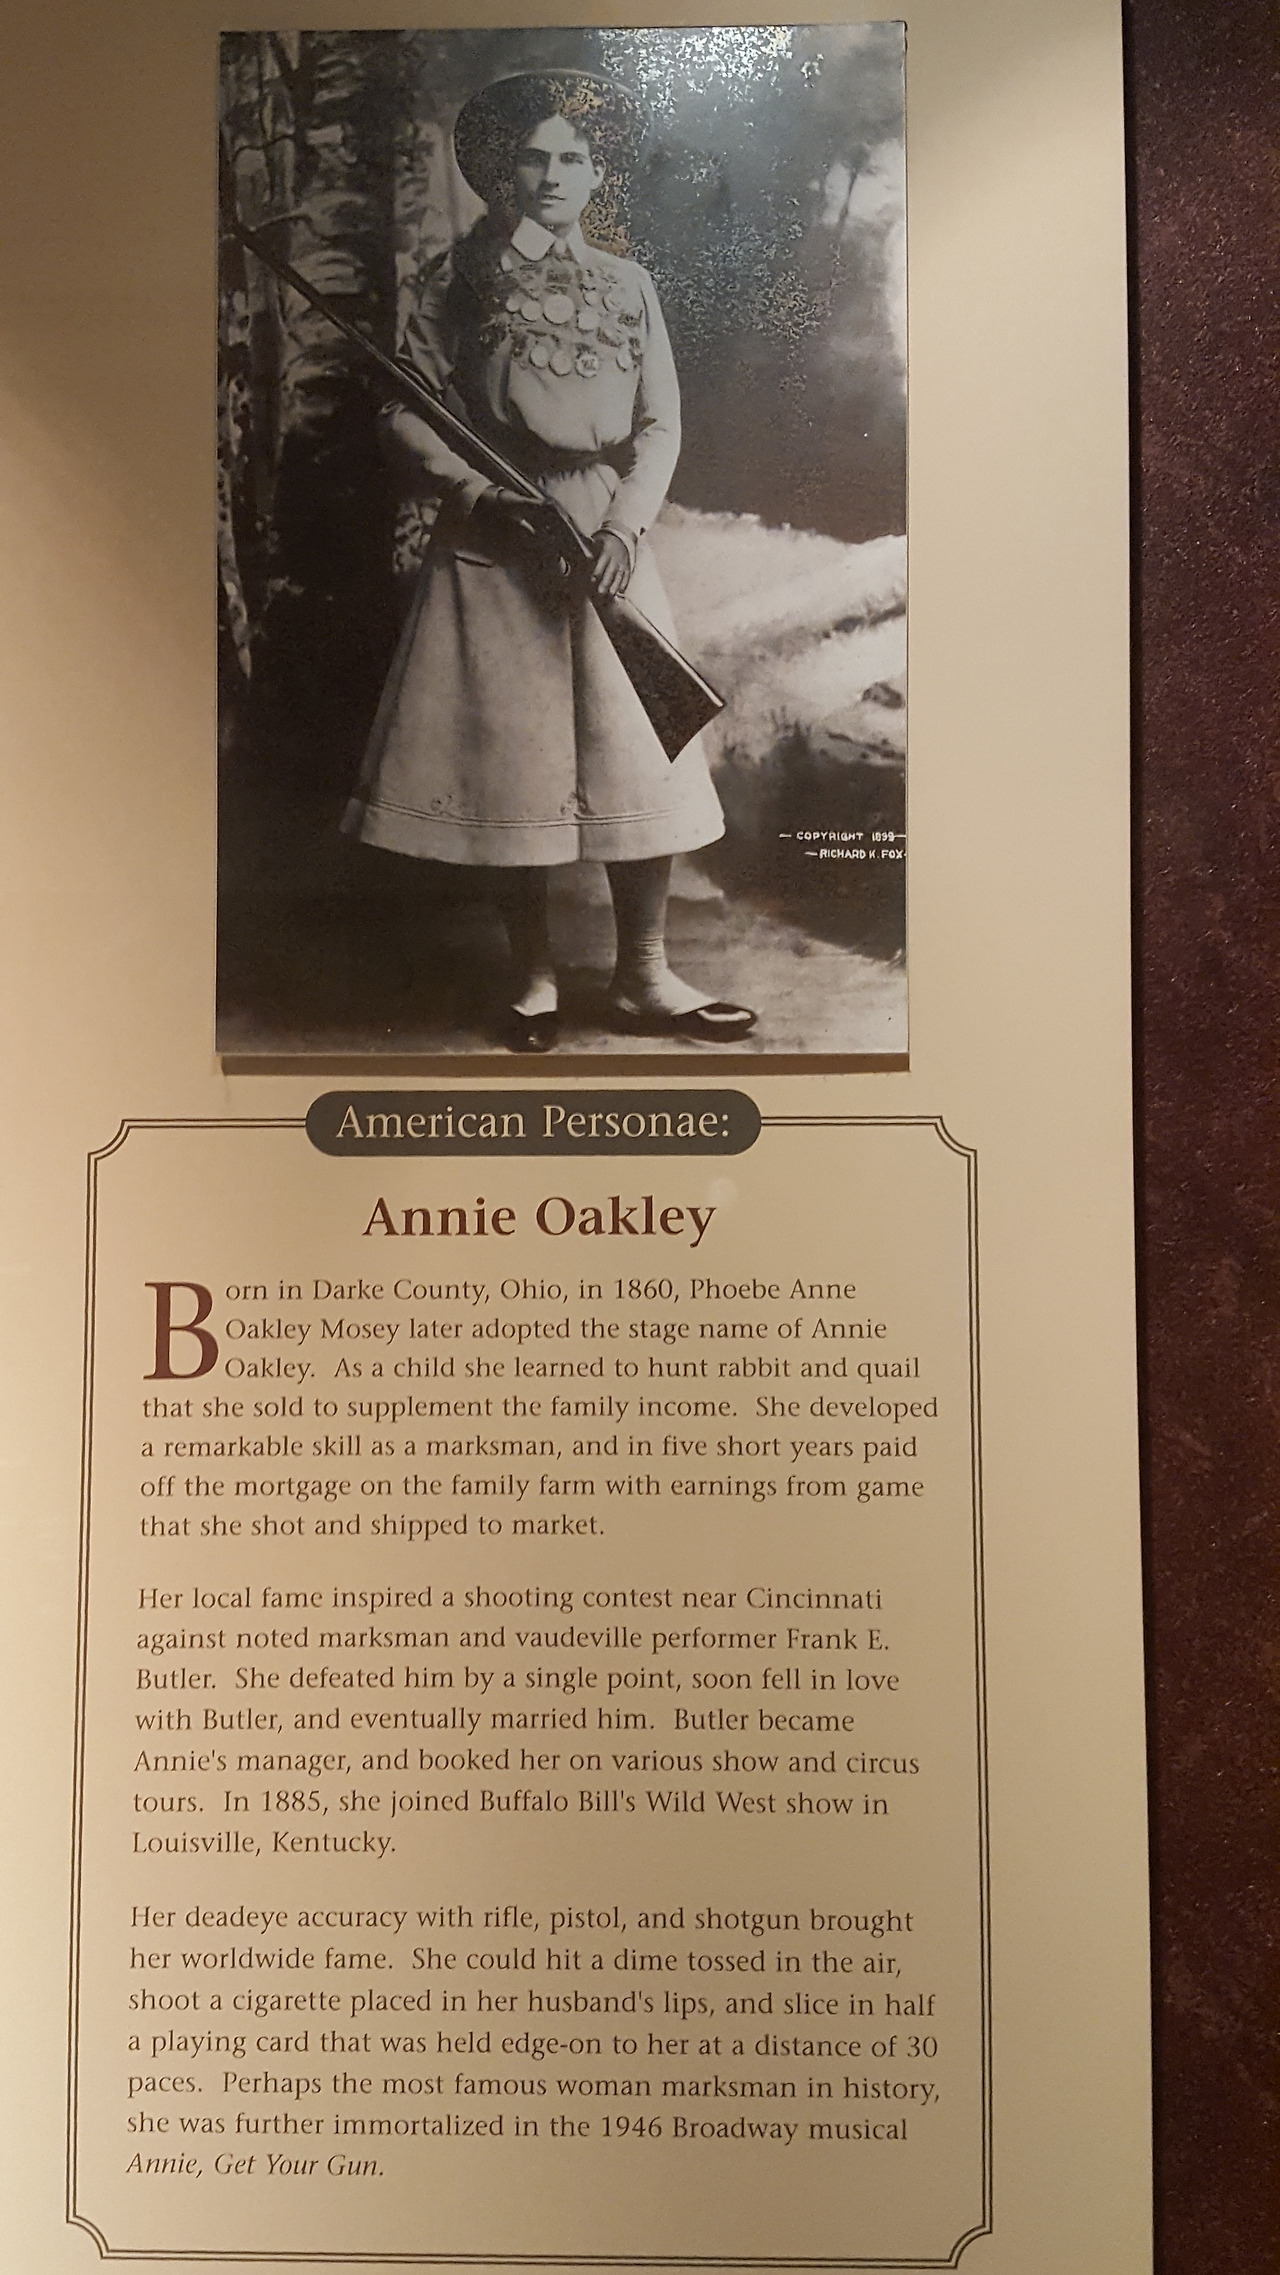 — COPYRIGHT 1899—
—RICHARD K. FOX-
American Personae:
Annie Oakley
Born in Darke County, Ohio, in 1860, Phoebe Anne
Oakley Mosey later adopted the stage name of Annie
Oakley. As a child she learned to hunt rabbit and quail
that she sold to supplement the family income. She developed
a remarkable skill as a marksman, and in five short years paid
off the mortgage on the family farm with earnings from game
that she shot and shipped to market.
Her local fame inspired a shooting contest near Cincinnati
against noted marksman and vaudeville performer Frank E.
Butler. She defeated him by a single point, soon fell in love
with Butler, and eventually married him. Butler became
Annie's manager, and booked her on various show and circus
tours. In 1885, she joined Buffalo Bill's Wild West show in
Louisville, Kentucky.
Her deadeye accuracy with rifle, pistol, and shotgun brought
her worldwide fame. She could hit a dime tossed in the air,
shoot a cigarette placed in her husband's lips, and slice in half
a playing card that was held edge-on to her at a distance of 30
paces. Perhaps the most famous woman marksman in history,
she was further immortalized in the 1946 Broadway musical
Annie, Get Your Gun.